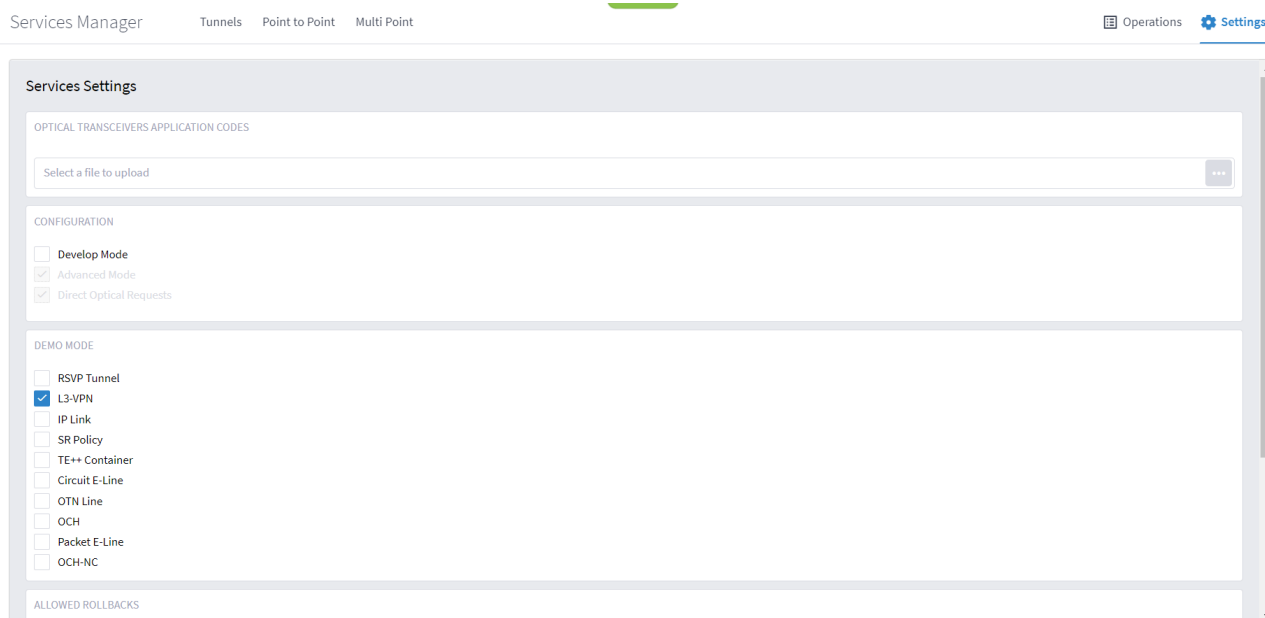 Services Manager
Tunnels
Point to Point
Multi Point
Operations
Settings
Services Settings
OPTICAL TRANSCEIVERS APPLICATION CODES
Select a file to upload
CONFIGURATION
Develop Mode
Advanced Mode
Direct Optical Requests
DEMO MODE
RSVP Tunnel
L3-VPN
IP Link
SR Policy
TE++ Container
Circuit E-Line
OTN Line
OCH
Packet E-Line
OCH-NC
ALLOWED ROLLBACKS